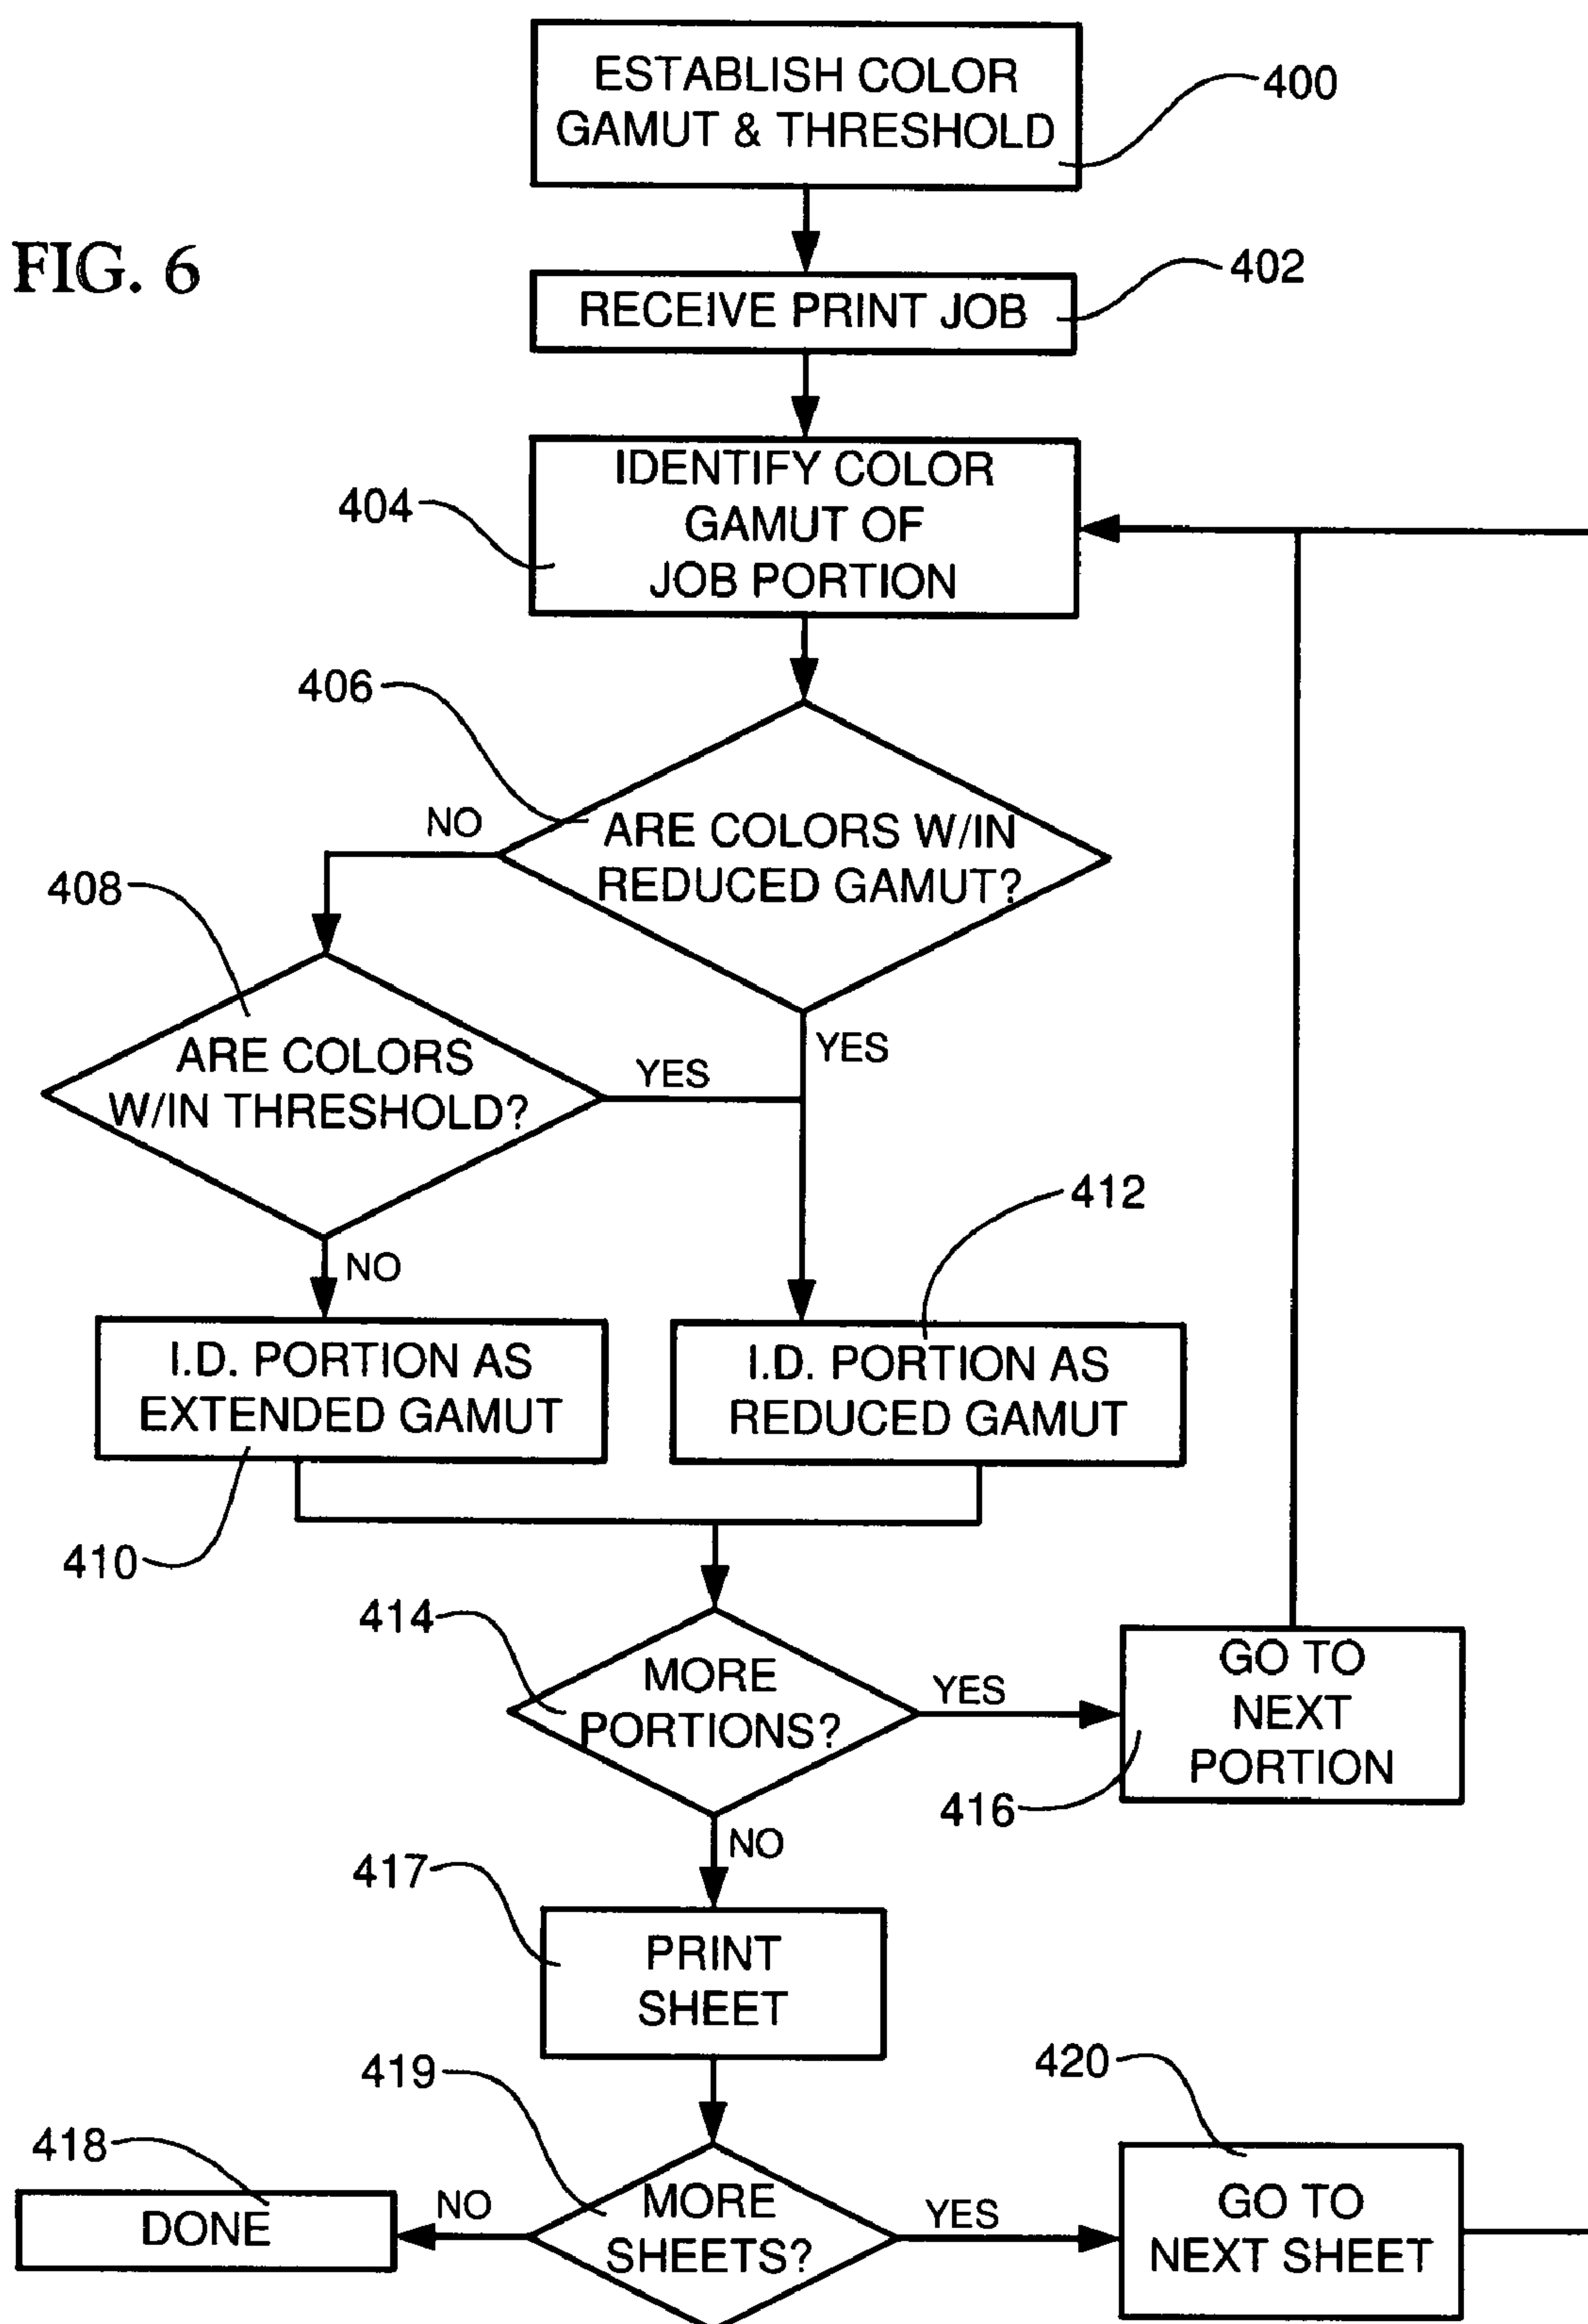 ESTABLISH COLOR
GAMUT & THRESHOLD
400
FIG. 6
402
RECEIVE PRINT JOB
IDENTIFY COLOR
GAMUT OF
JOB PORTION
404
406
NO
ARE COLORS W/IN
REDUCED GAMUT?
408
YES
ARE COLORS
W/IN THRESHOLD?
YES
412
NO
I.D. PORTION AS
EXTENDED GAMUT
I.D. PORTION AS
REDUCED GAMUT
410
414
MORE
PORTIONS?
YES
GO TO
NEXT
PORTION
416
NO
417
PRINT
SHEET
419
420
418
DONE
NO
MORE
SHEETS?
YES
GO TO
NEXT SHEET